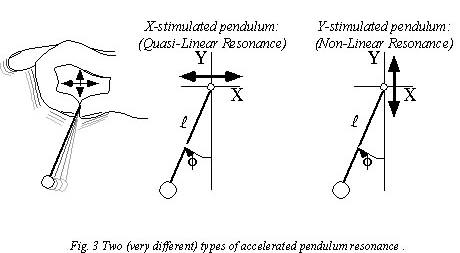 X-stimulated pendulum:
(Quasi-Linear Resonance)
Y
X
ℓ
ϕ
Y-stimulated pendulum:
(Non-Linear Resonance)
Y
X
ℓ
ϕ
Fig. 3 Two (very different) types of accelerated pendulum resonance .